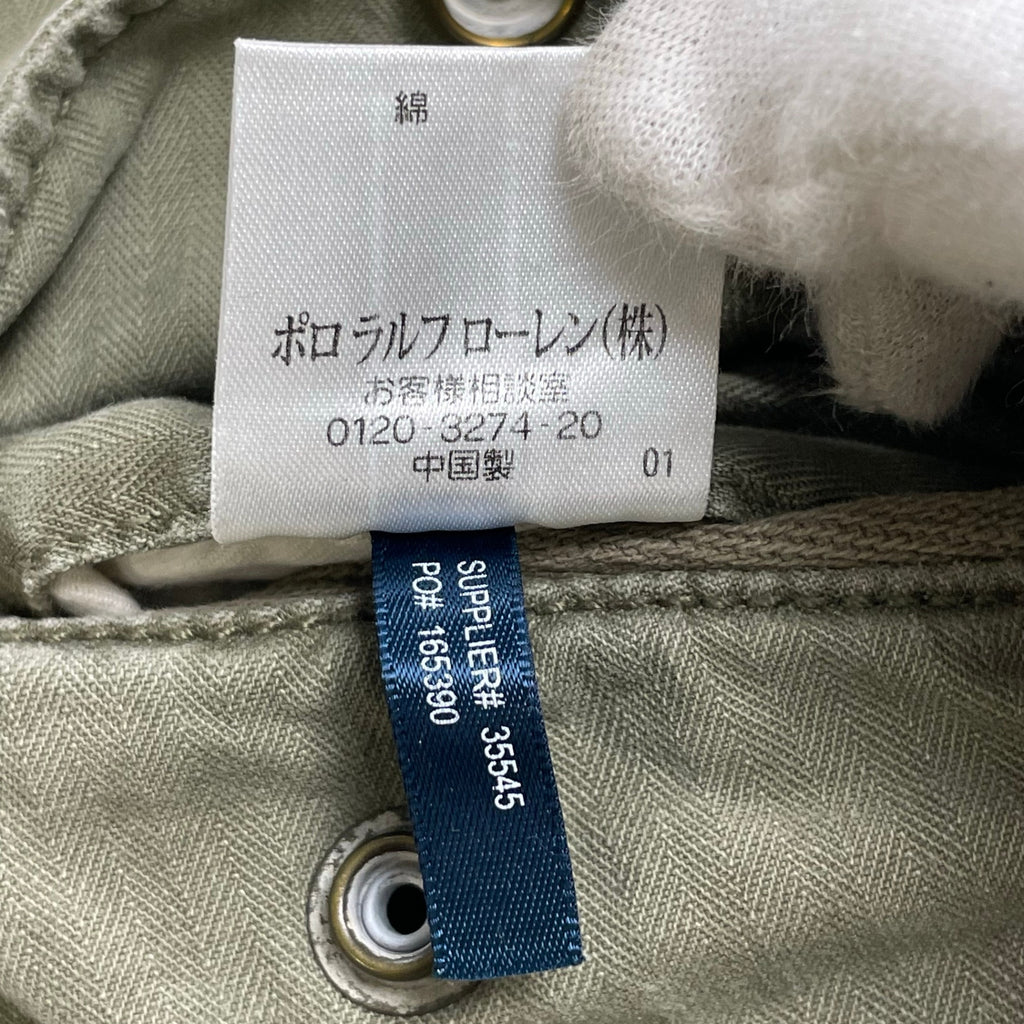 綿
ポロ ラルフ ローレン(株)
お客様相談室
0120-3274-20
中国製 01
SUPPLIER# 35545
PO# 165390